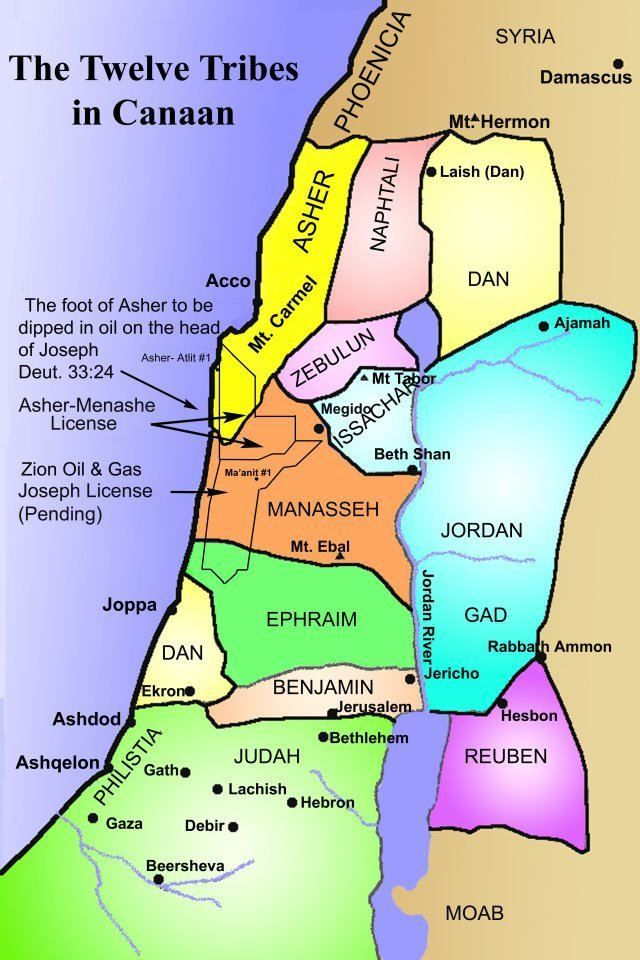 The Twelve Tribes
in Canaan
PHOENICIA
SYRIA
Damascus
Mt. Hermon
ASHER
NAPHTALI
Laish (Dan)
DAN
Acco
Mt. Carmel
The foot of Asher to be
dipped in oil on the head
of Joseph
Deut. 33:24
Asher- Atlit #1
Ajamah
ZEBULUN
Mt Tabor
Asher-Menashe
License
Megido
ISSACHAR
Beth Shan
Zion Oil & Gas
Joseph License
(Pending)
Ma'anit #1
MANASSEH
JORDAN
Mt. Ebal
Jordan River
Joppa
EPHRAIM
GAD
DAN
Rabbath Ammon
Jericho
Ekron
BENJAMIN
Jerusalem
Hesbon
Ashdod
Bethlehem
PHILISTIA
JUDAH
REUBEN
Ashqelon
Gath
Lachish
Hebron
Gaza
Debir
Beersheva
MOAB